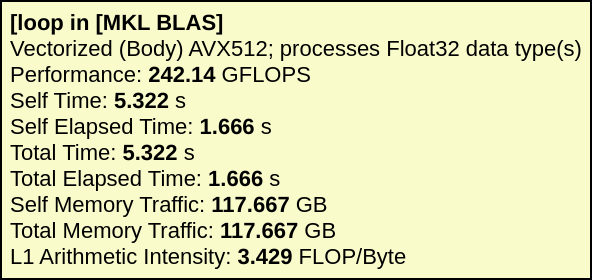 [loop in [MKL BLAS]
Vectorized (Body) AVX512; processes Float32 data type(s)
Performance: 242.14 GFLOPS
Self Time: 5.322 s
Self Elapsed Time: 1.666 s
Total Time: 5.322 s
Total Elapsed Time: 1.666 s
Self Memory Traffic: 117.667 GB
Total Memory Traffic: 117.667 GB
L1 Arithmetic Intensity: 3.429 FLOP/Byte